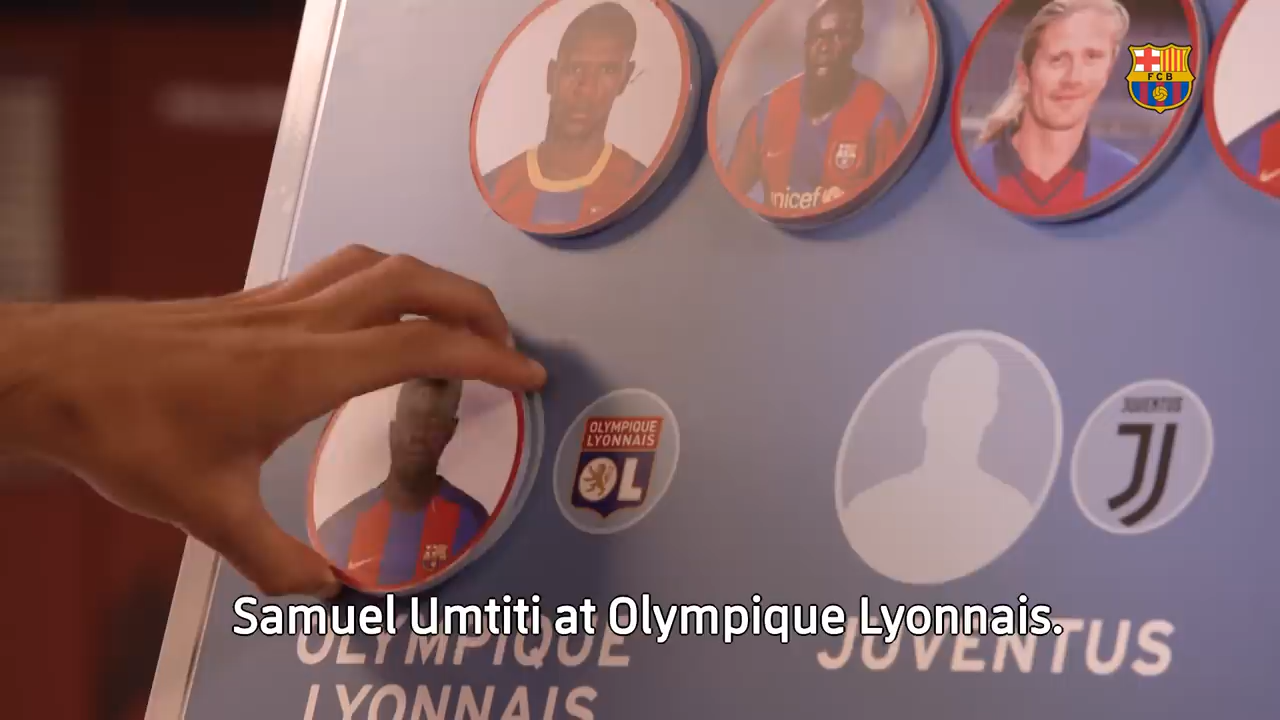 FCB
unicef
JUVENTUS
OLYMPIQUE
LYONNAIS
OL
Samuel Umtiti at Olympique Lyonnais.
OLYMPIQUE
LYONNAIS
JUVENTUS